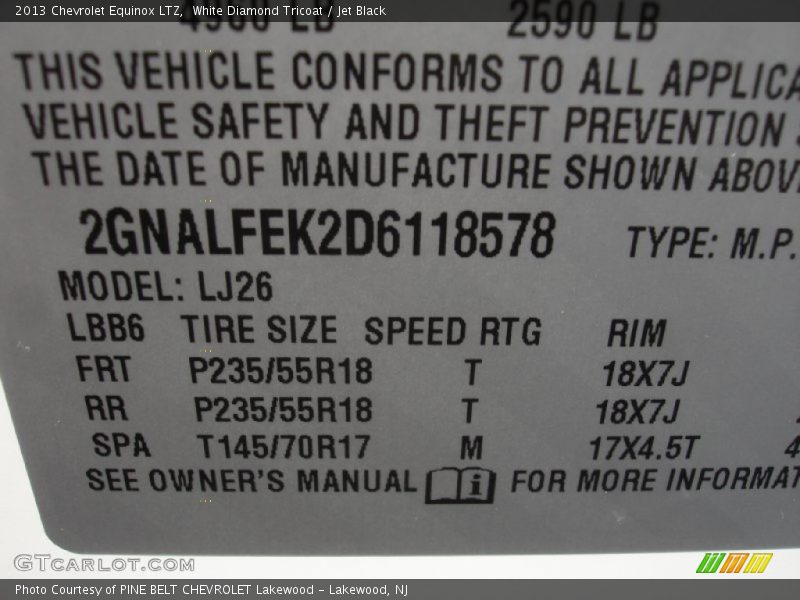 2013 Chevrolet Equinox LTZ, White Diamond Tricoat / Jet Black
2590 LB
THIS VEHICLE CONFORMS TO ALL
VEHICLE SAFETY AND THEFT PREVENTION
THE DATE OF MANUFACTURE SHOWN
2GNALFEK2D6118578 TYPE: M.P.
MODEL: LJ26
LBB6 TIRE SIZE SPEED RTG RIM
FRT P235/55R18 T 18X7J
RR P235/55R18 T 18X7J
SPA T145/70R17 M 17X4.5T
SEE OWNER'S MANUAL i FOR MORE
GTCARLOT.COM
Photo Courtesy of PINE BELT CHEVROLET Lakewood - Lakewood, NJ